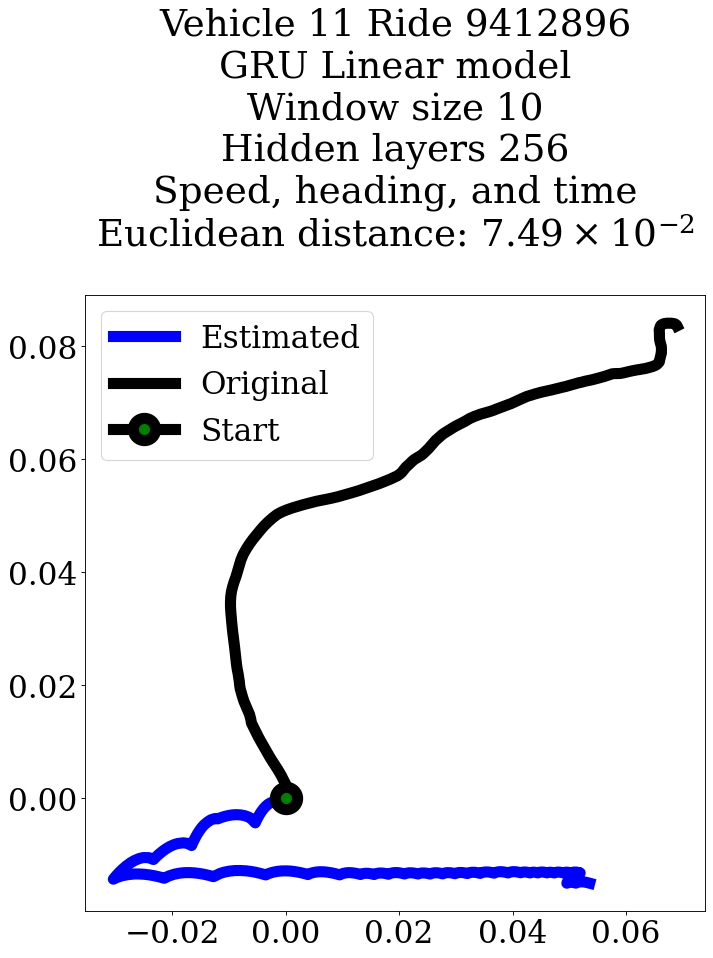 Vehicle 11 Ride 9412896
GRU Linear model
Window size 10
Hidden layers 256
Speed, heading, and time
Euclidean distance: 7.49 × 10⁻²
Estimated
Original
Start
0.08
0.06
0.04
0.02
0.00
−0.02 0.00 0.02 0.04 0.06